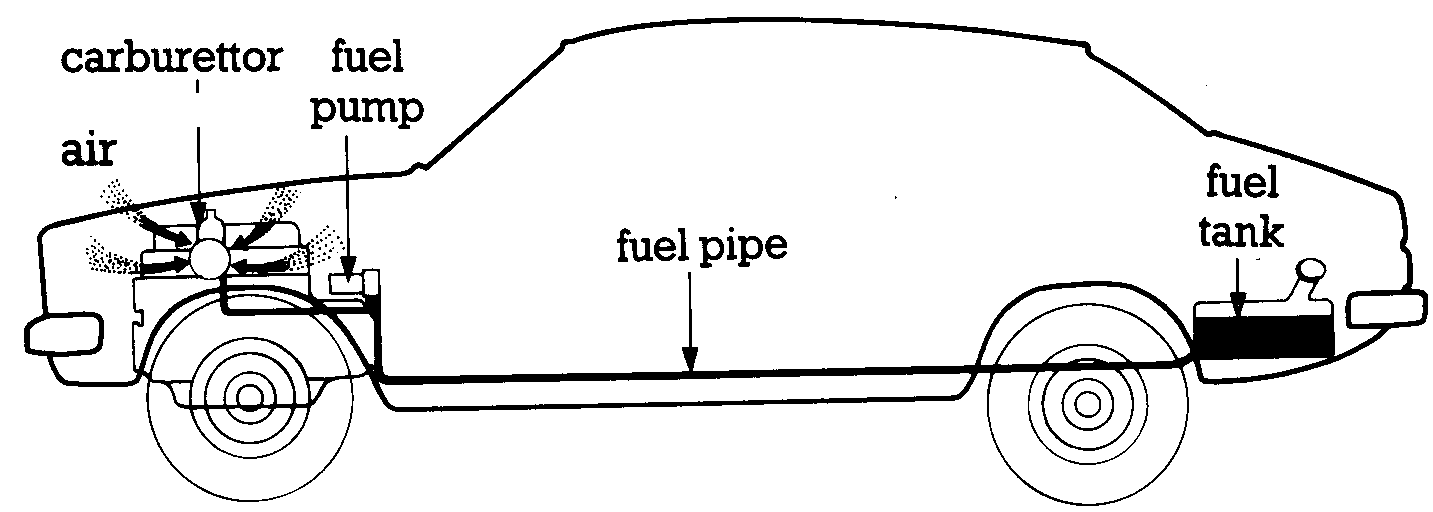 carburettor
fuel
pump
air
fuel pipe
fuel
tank